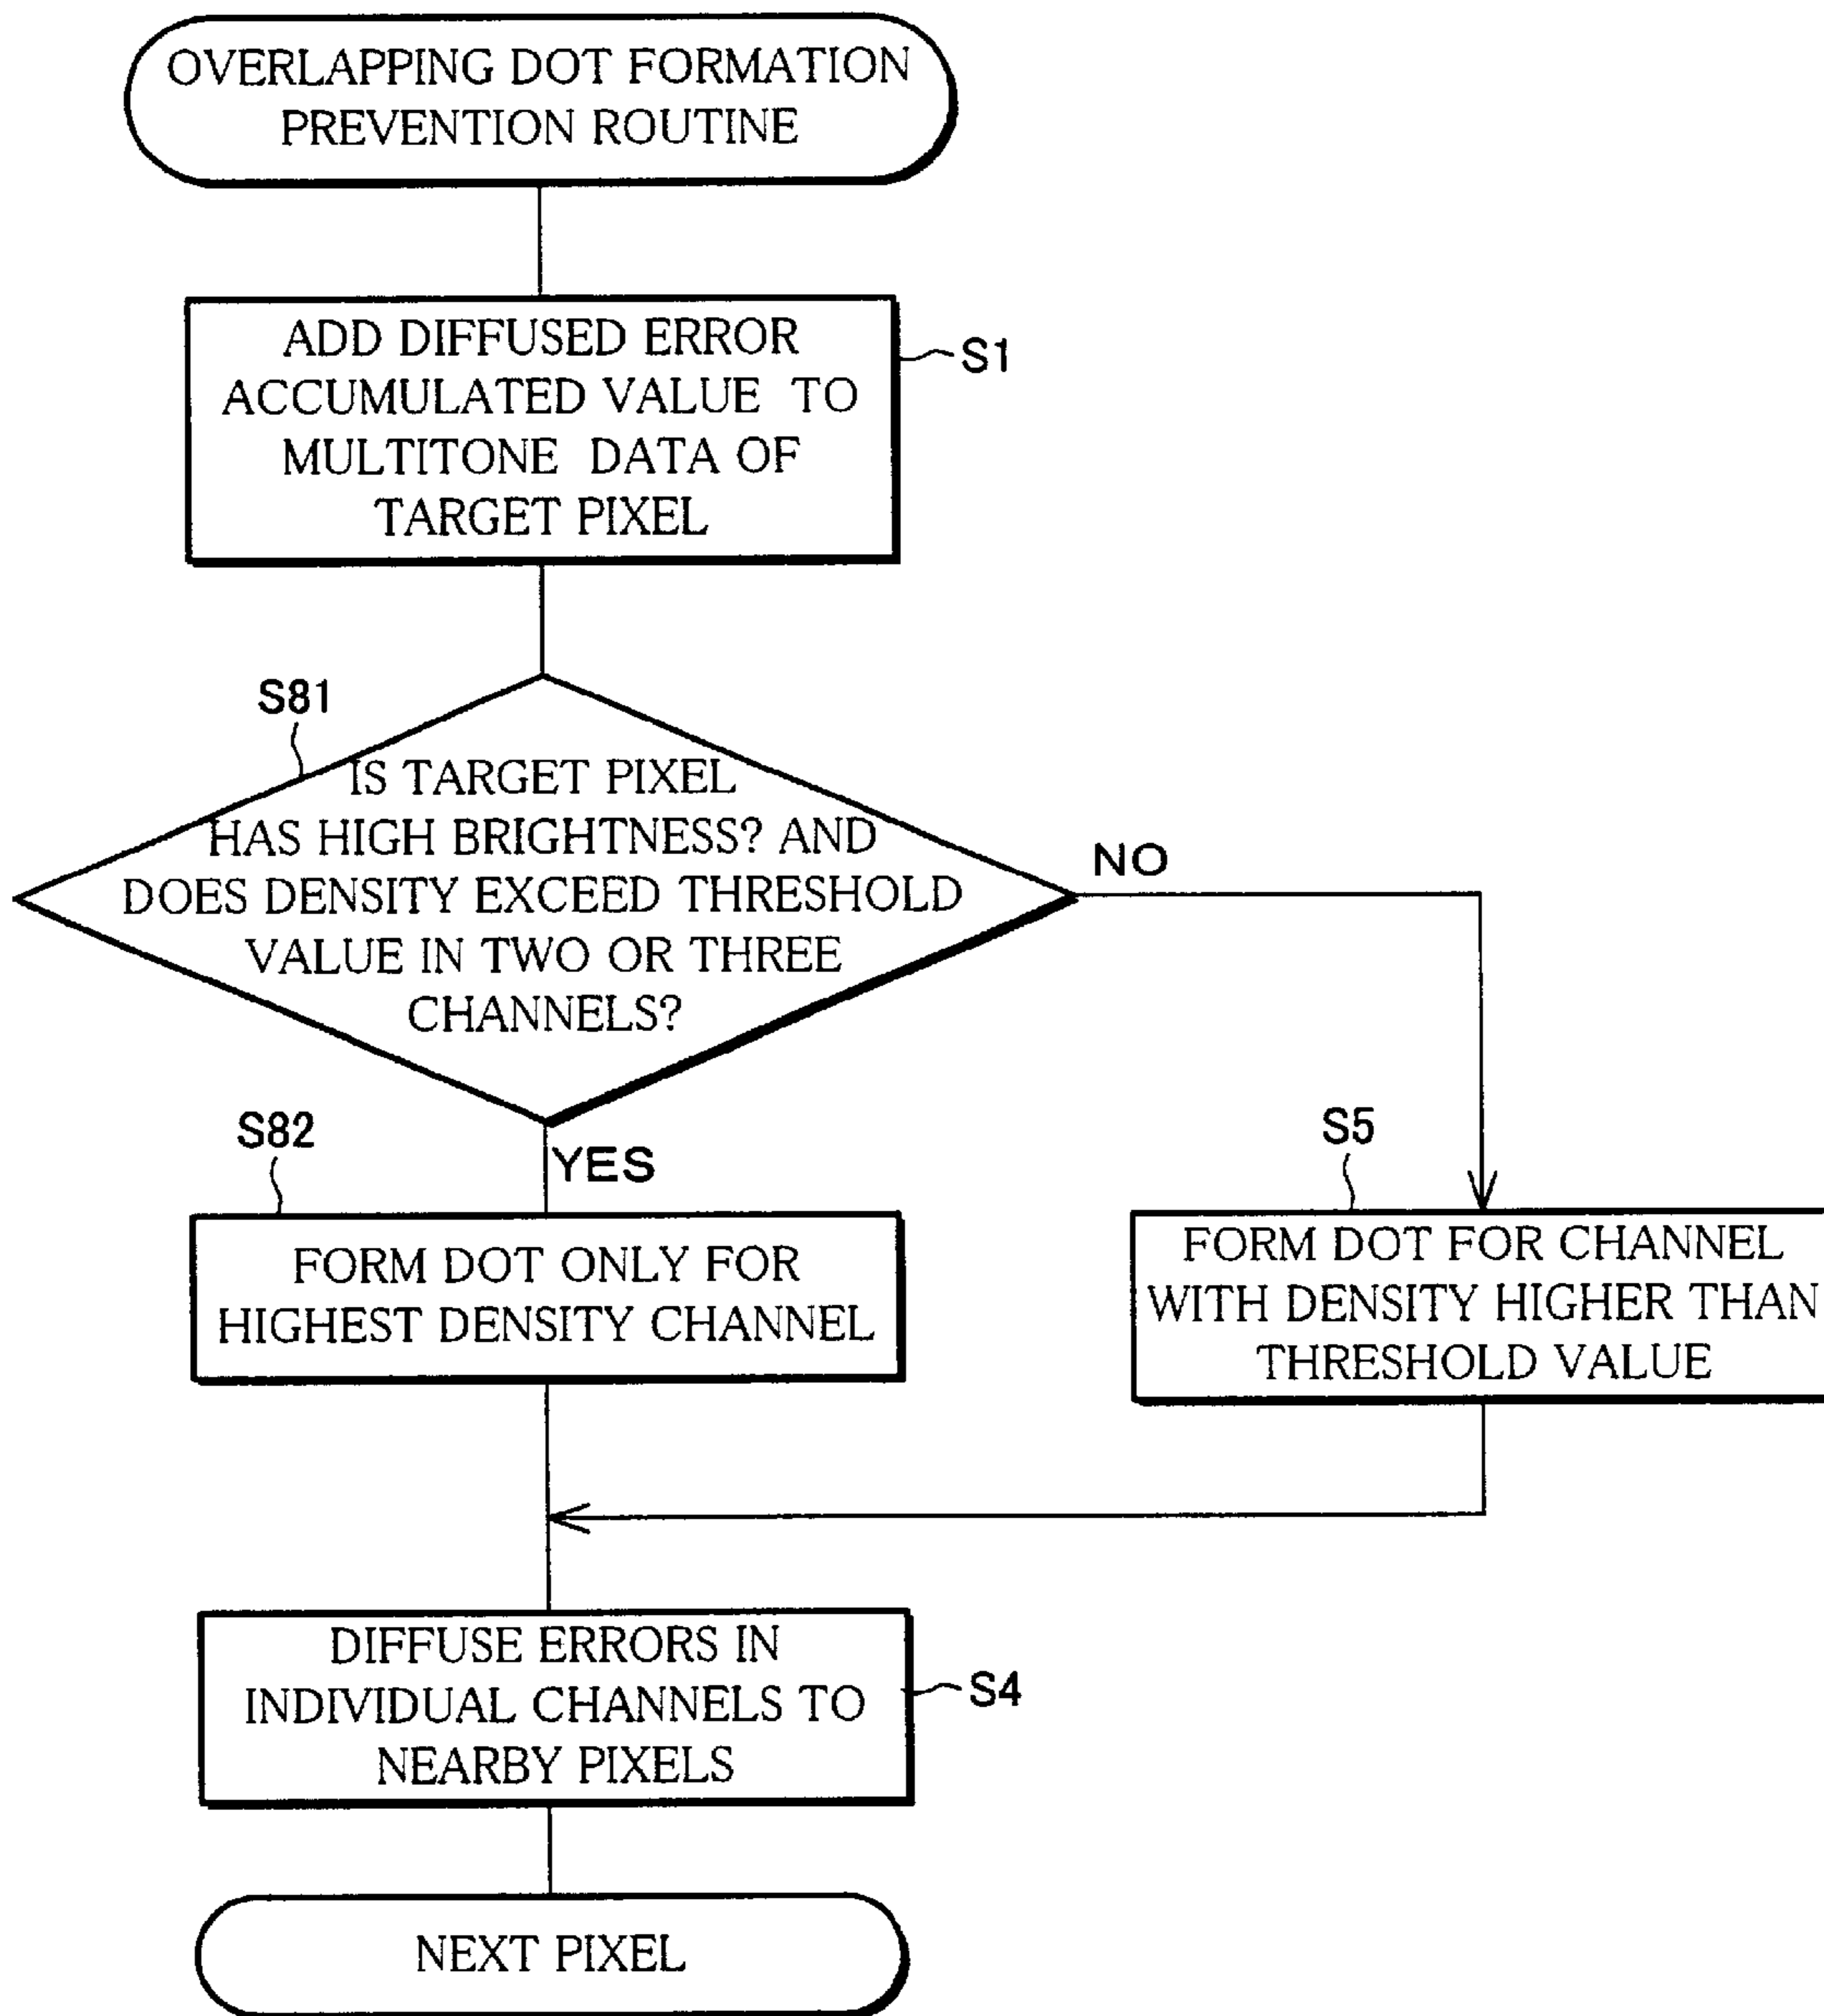 OVERLAPPING DOT FORMATION
PREVENTION ROUTINE
ADD DIFFUSED ERROR
ACCUMULATED VALUE TO
MULTITONE DATA OF
TARGET PIXEL
S1
S81
IS TARGET PIXEL
HAS HIGH BRIGHTNESS? AND
DOES DENSITY EXCEED THRESHOLD
VALUE IN TWO OR THREE
CHANNELS?
NO
YES
S82
FORM DOT ONLY FOR
HIGHEST DENSITY CHANNEL
S5
FORM DOT FOR CHANNEL
WITH DENSITY HIGHER THAN
THRESHOLD VALUE
DIFFUSE ERRORS IN
INDIVIDUAL CHANNELS TO
NEARBY PIXELS
S4
NEXT PIXEL